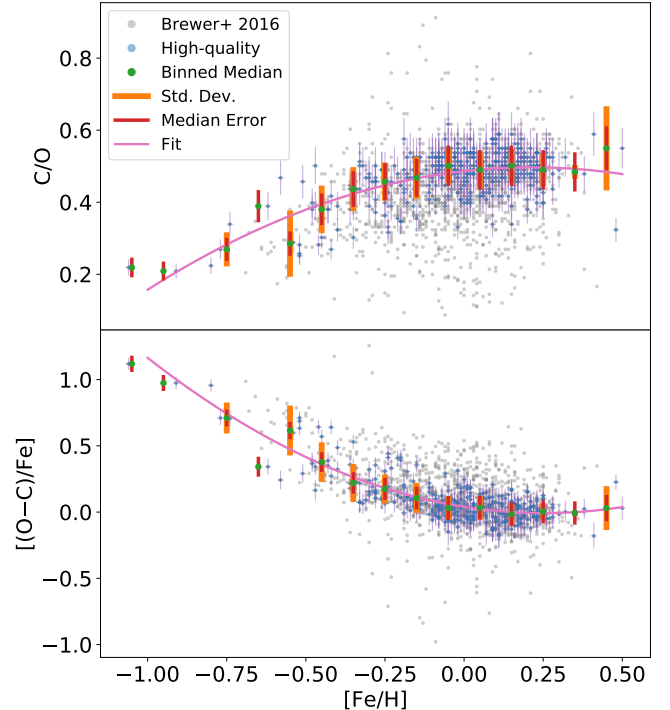 Brewer+ 2016
High-quality
Binned Median
Std. Dev.
Median Error
Fit
0.8
0.6
0.4
0.2
C/O
1.0
0.5
0.0
−0.5
−1.0
[(O−C)/Fe]
−1.00 −0.75 −0.50 −0.25 0.00 0.25 0.50
[Fe/H]